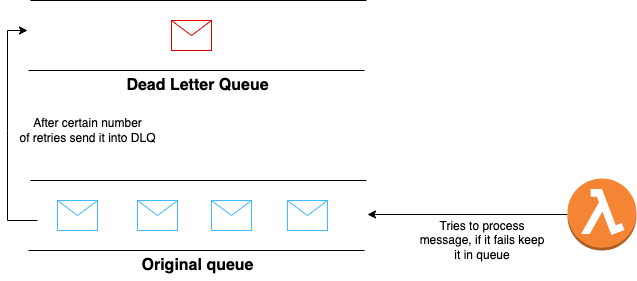 Dead Letter Queue
After certain number
of retries send it into DLQ
Tries to process
message, if it fails keep
it in queue
Original queue